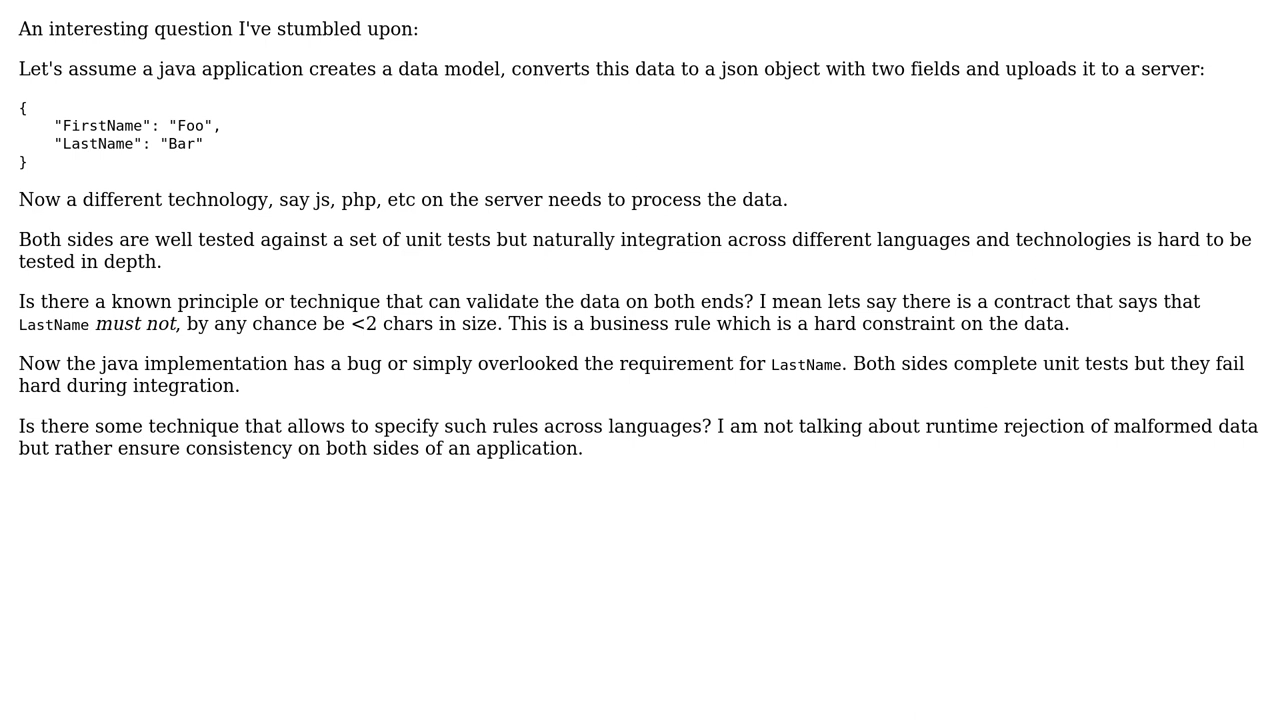 An interesting question I've stumbled upon:
Let's assume a java application creates a data model, converts this data to a json object with two fields and uploads it to a server:
{
    "FirstName": "Foo",
    "LastName": "Bar"
}
Now a different technology, say js, php, etc on the server needs to process the data.
Both sides are well tested against a set of unit tests but naturally integration across different languages and technologies is hard to be
tested in depth.
Is there a known principle or technique that can validate the data on both ends? I mean lets say there is a contract that says that
LastName must not, by any chance be <2 chars in size. This is a business rule which is a hard constraint on the data.
Now the java implementation has a bug or simply overlooked the requirement for LastName. Both sides complete unit tests but they fail
hard during integration.
Is there some technique that allows to specify such rules across languages? I am not talking about runtime rejection of malformed data
but rather ensure consistency on both sides of an application.